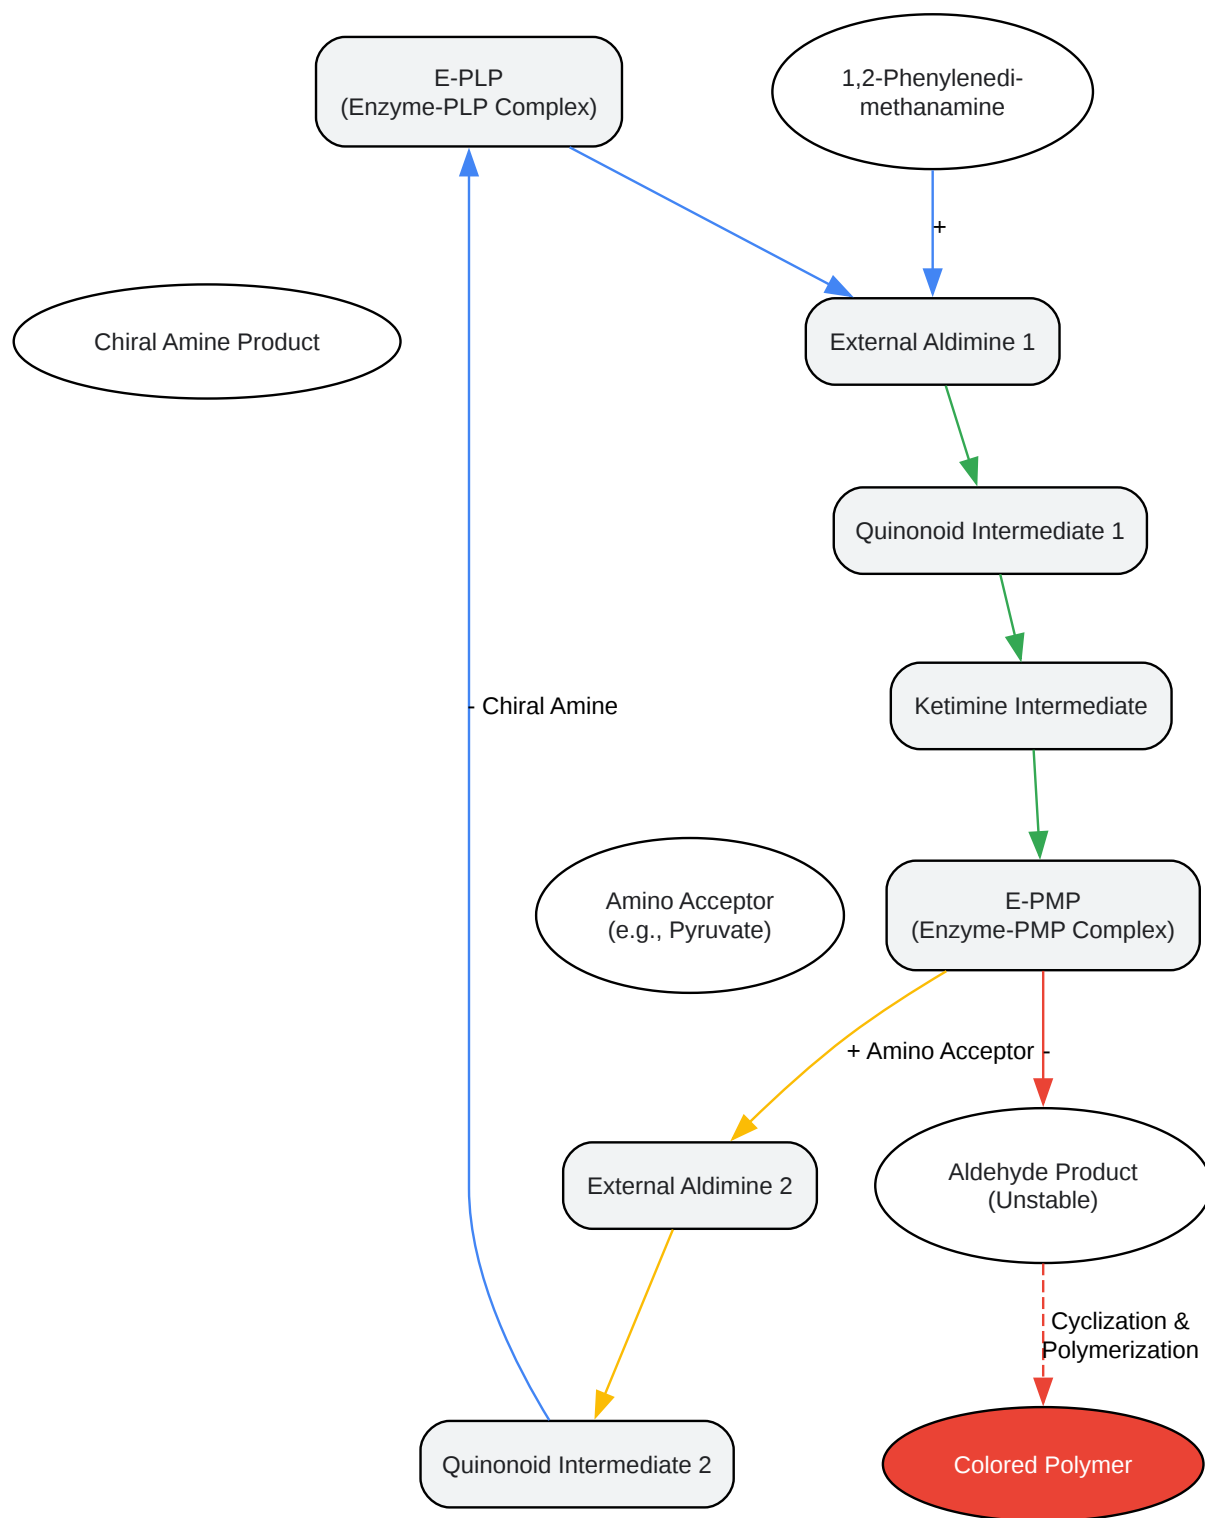 E-PLP
(Enzyme-PLP Complex)
1,2-Phenylenedi-
methanamine
+
Chiral Amine Product
External Aldimine 1
Quinonoid Intermediate 1
Ketimine Intermediate
- Chiral Amine
Amino Acceptor
(e.g., Pyruvate)
E-PMP
(Enzyme-PMP Complex)
+ Amino Acceptor
-
External Aldimine 2
Aldehyde Product
(Unstable)
Cyclization &
Polymerization
Quinonoid Intermediate 2
Colored Polymer